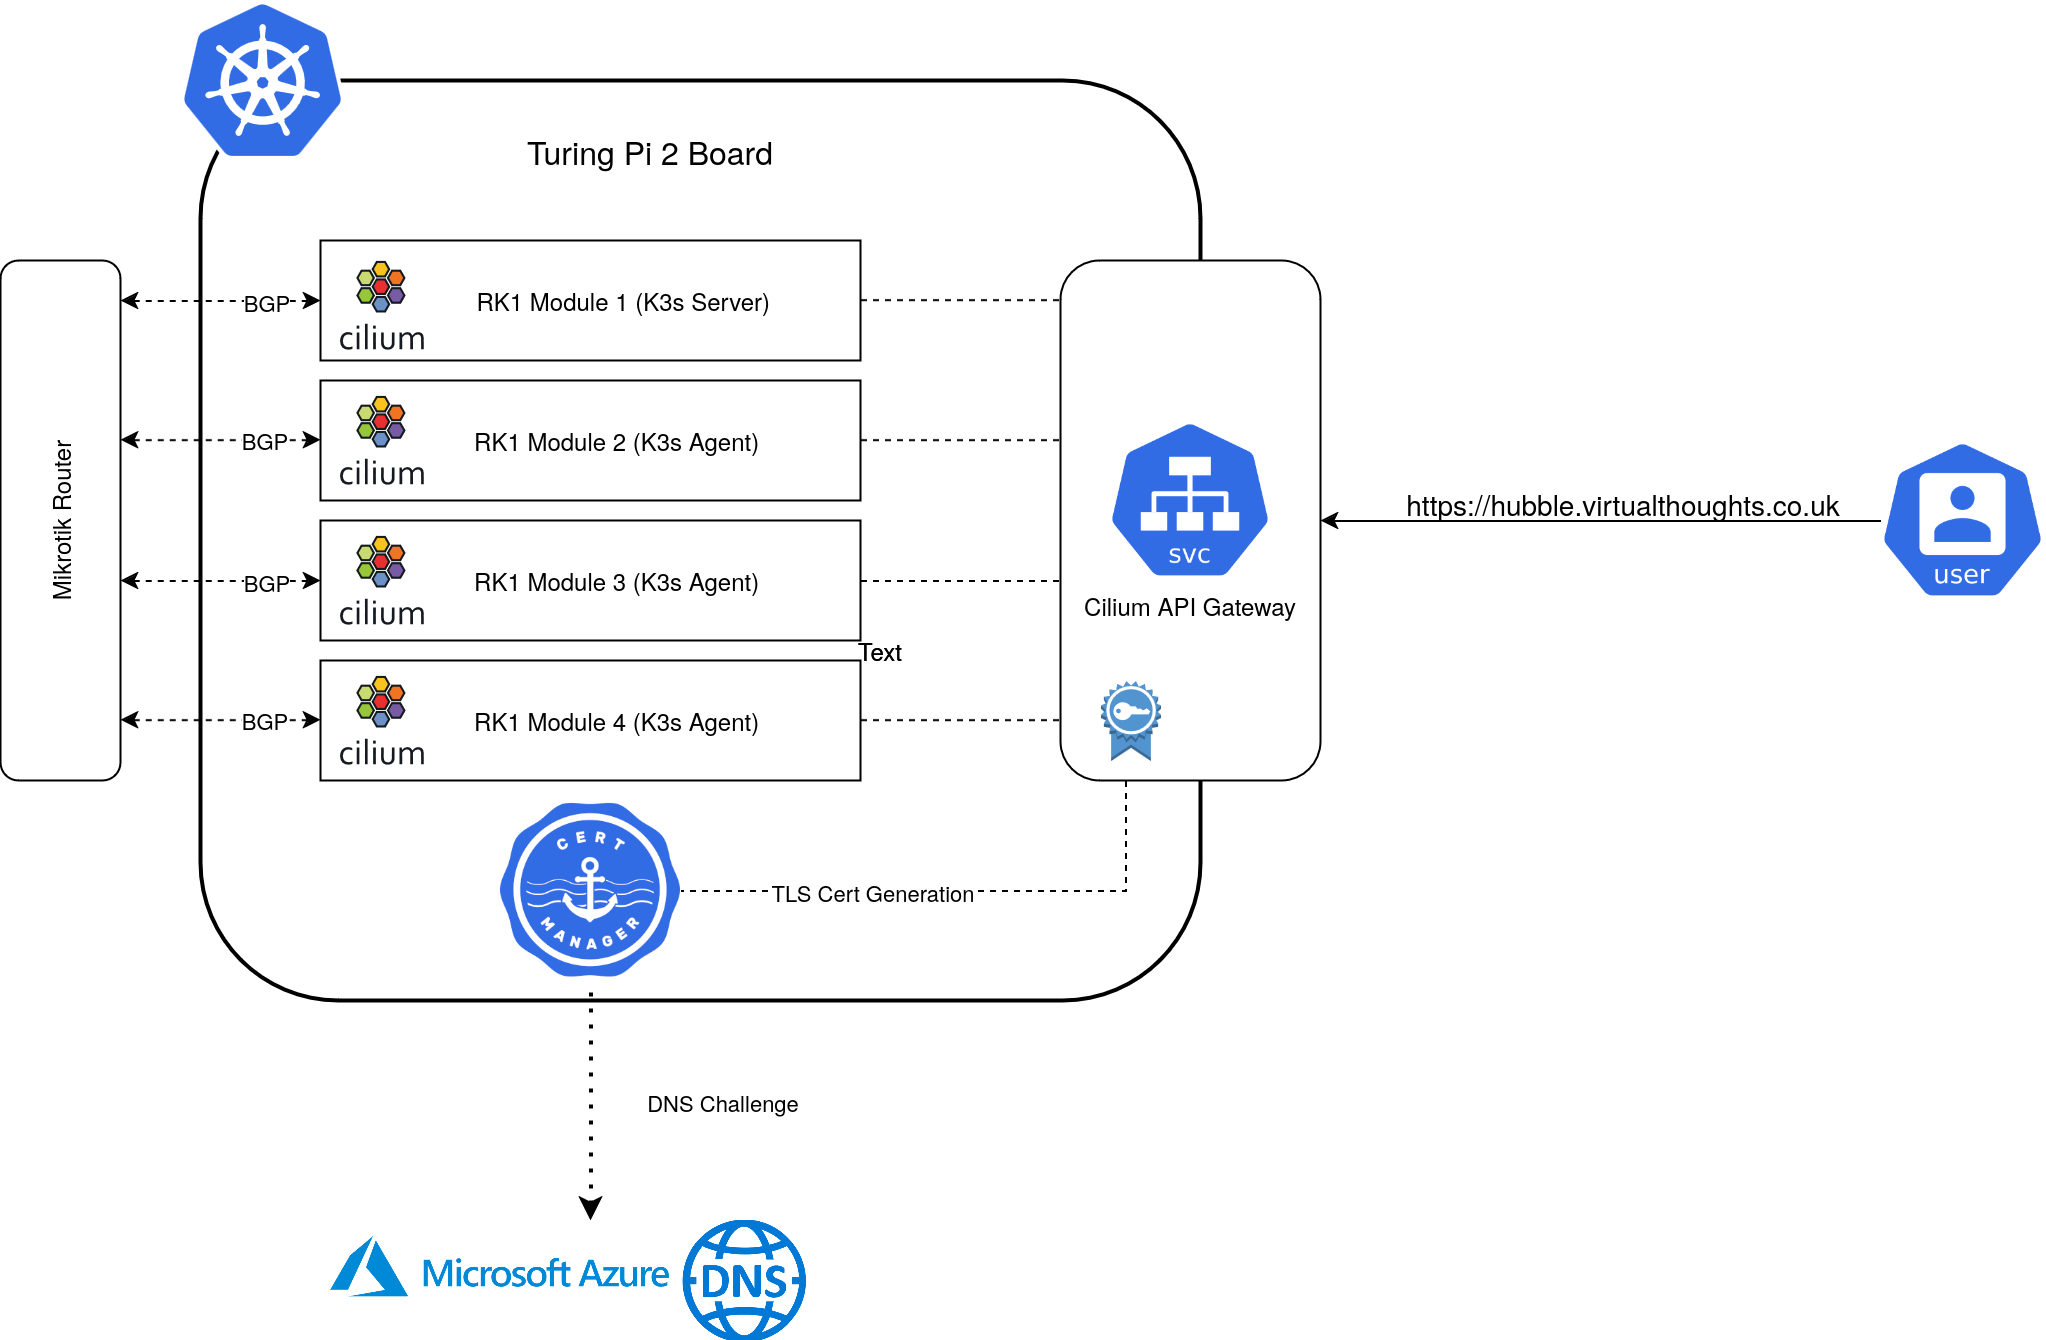 Turing Pi 2 Board
Mikrotik Router
BGP
cilium
RK1 Module 1 (K3s Server)
BGP
cilium
RK1 Module 2 (K3s Agent)
BGP
cilium
RK1 Module 3 (K3s Agent)
Text
BGP
cilium
RK1 Module 4 (K3s Agent)
svc
Cilium API Gateway
https://hubble.virtualthoughts.co.uk
user
CERT
MANAGER
TLS Cert Generation
DNS Challenge
Microsoft Azure
DNS